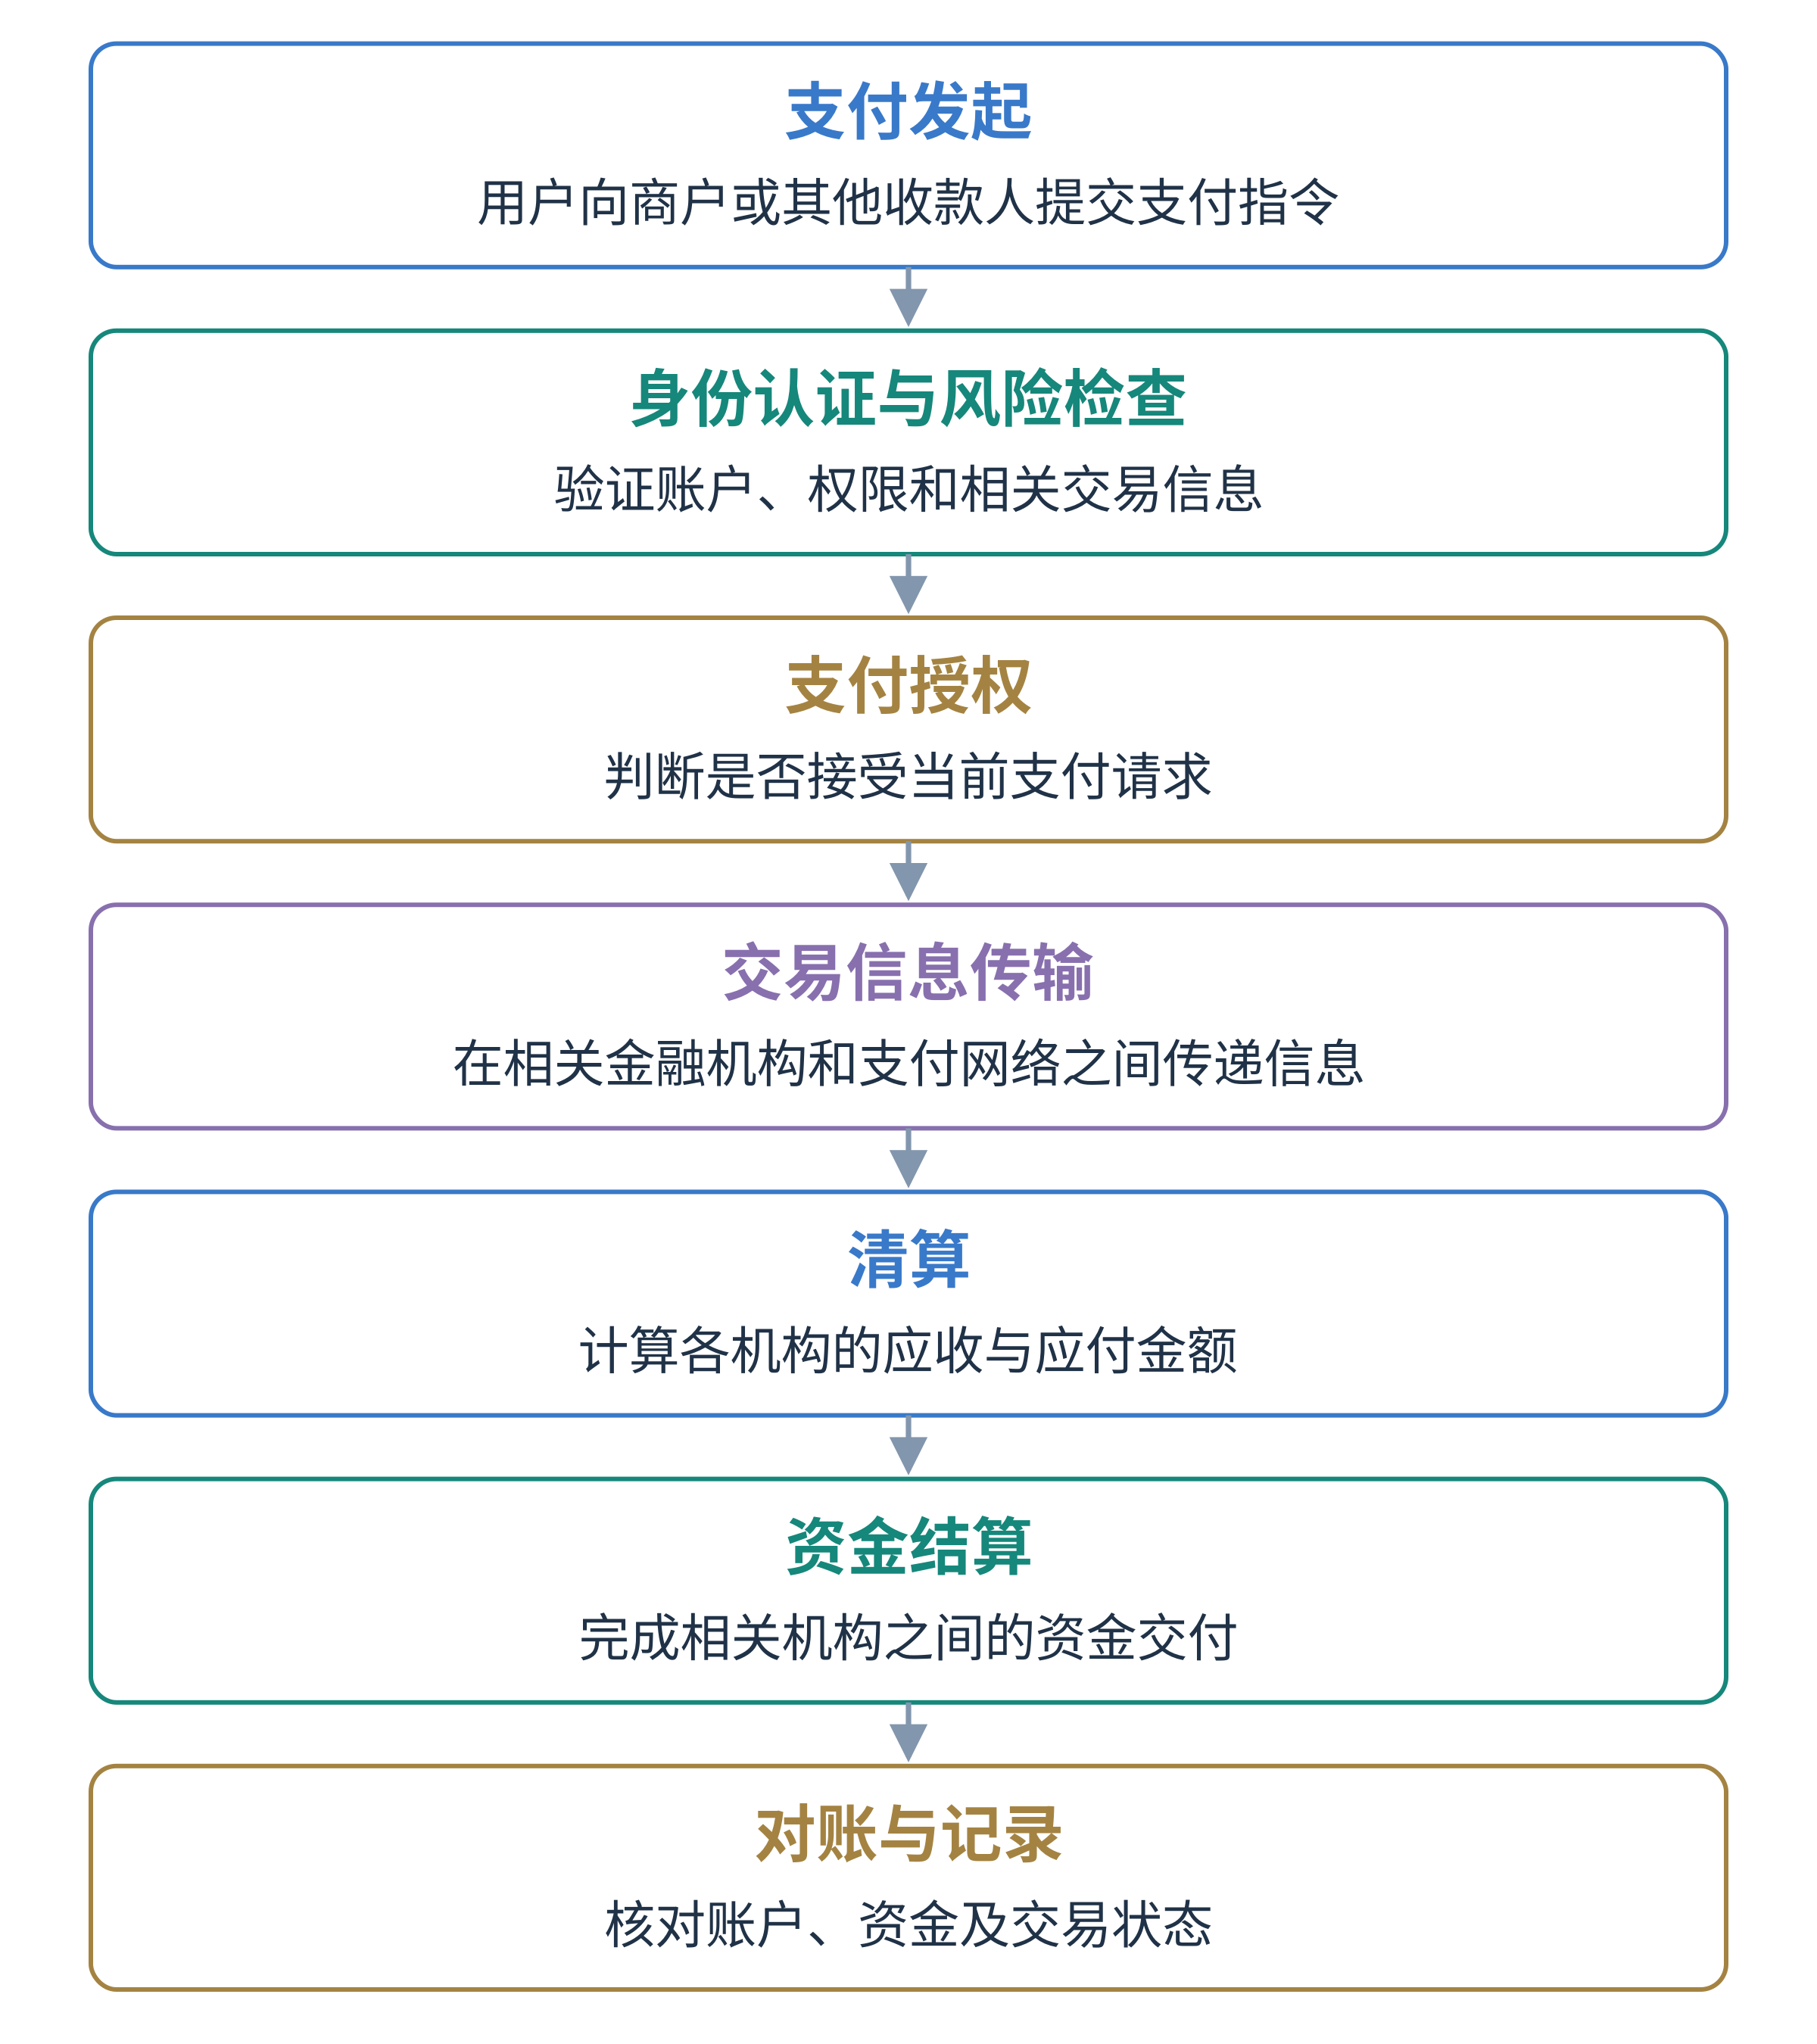 支付发起
用户向商户或其他收款人提交支付指令
身份认证与风险检查
验证账户、权限和相关交易信息
支付授权
判断是否接受当前支付请求
交易信息传输
在相关金融机构和支付网络之间传递信息
清算
计算各机构的应收与应付金额
资金结算
完成相关机构之间的资金交付
对账与记录
核对账户、资金及交易状态